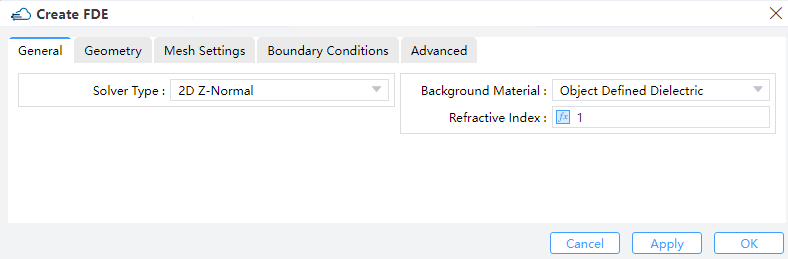 Create FDE
General Geometry Mesh Settings Boundary Conditions Advanced
Solver Type : 2D Z-Normal
Background Material : Object Defined Dielectric
Refractive Index : fx 1
Cancel Apply OK